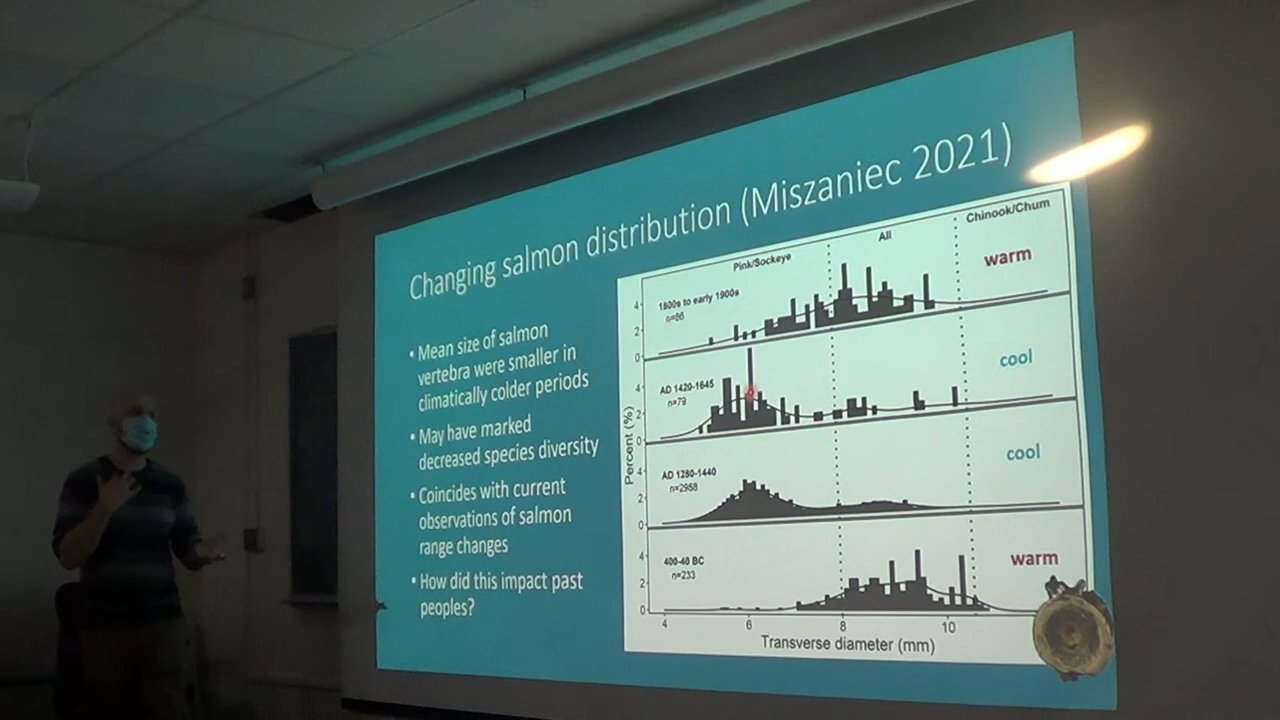 Changing salmon distribution (Miszaniec 2021)
• Mean size of salmon
vertebra were smaller in
climatically colder periods
• May have marked
decreased species diversity
• Coincides with current
observations of salmon
range changes
• How did this impact past
peoples?
Pink/Sockeye
All
Chinook/Chum
1800s to early 1900s
n=86
warm
4
2
0
AD 1420-1645
n=79
cool
4
2
0
AD 1280-1440
n=2958
cool
4
2
0
400-40 BC
n=233
warm
4
2
0
Percent (%)
4 6 8 10
Transverse diameter (mm)